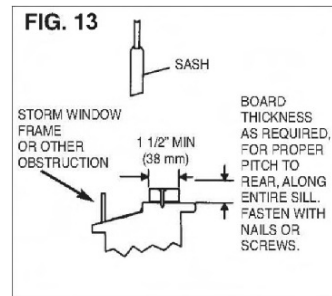 FIG. 13
SASH
STORM WINDOW
FRAME
OR OTHER
OBSTRUCTION
1 1/2" MIN
(38 mm)
BOARD
THICKNESS
AS REQUIRED,
FOR PROPER
PITCH TO
REAR, ALONG
ENTIRE SILL.
FASTEN WITH
NAILS OR
SCREWS.